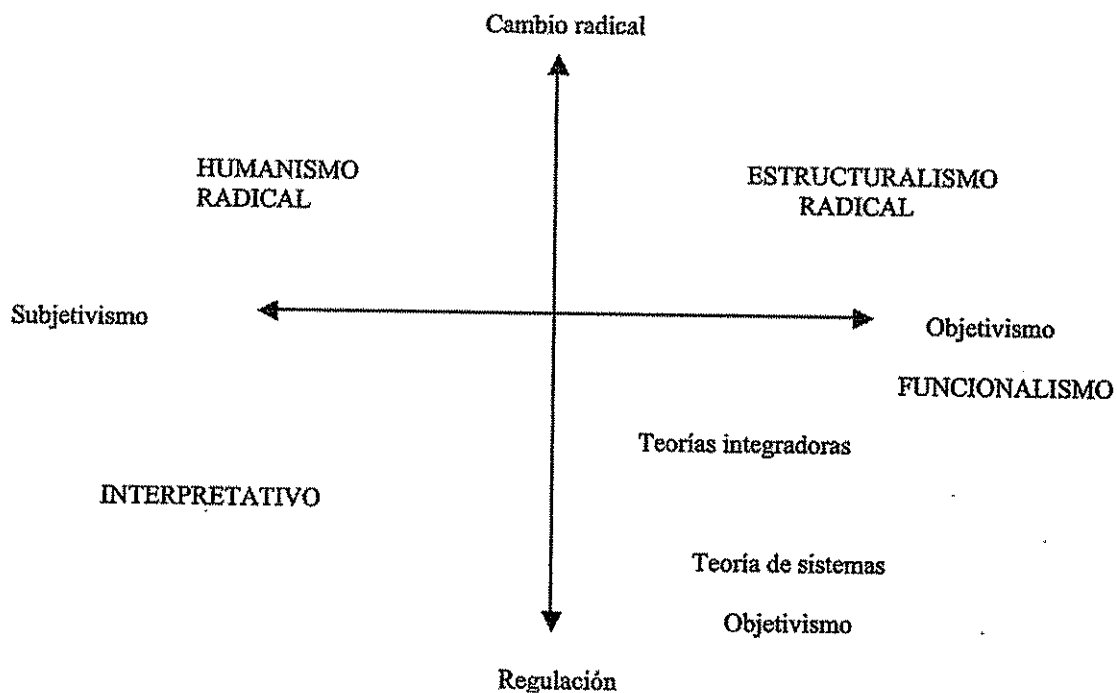 Cambio radical
HUMANISMO
RADICAL
ESTRUCTURALISMO
RADICAL
Subjetivismo
Objetivismo
FUNCIONALISMO
Teorías integradoras
INTERPRETATIVO
Teoría de sistemas
Objetivismo
Regulación